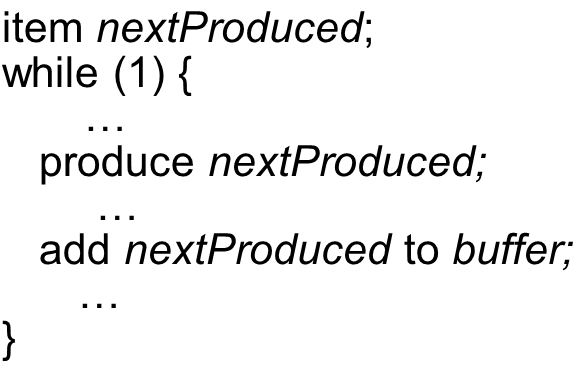 item nextProduced;
while (1) {
…
produce nextProduced;
…
add nextProduced to buffer;
…
}